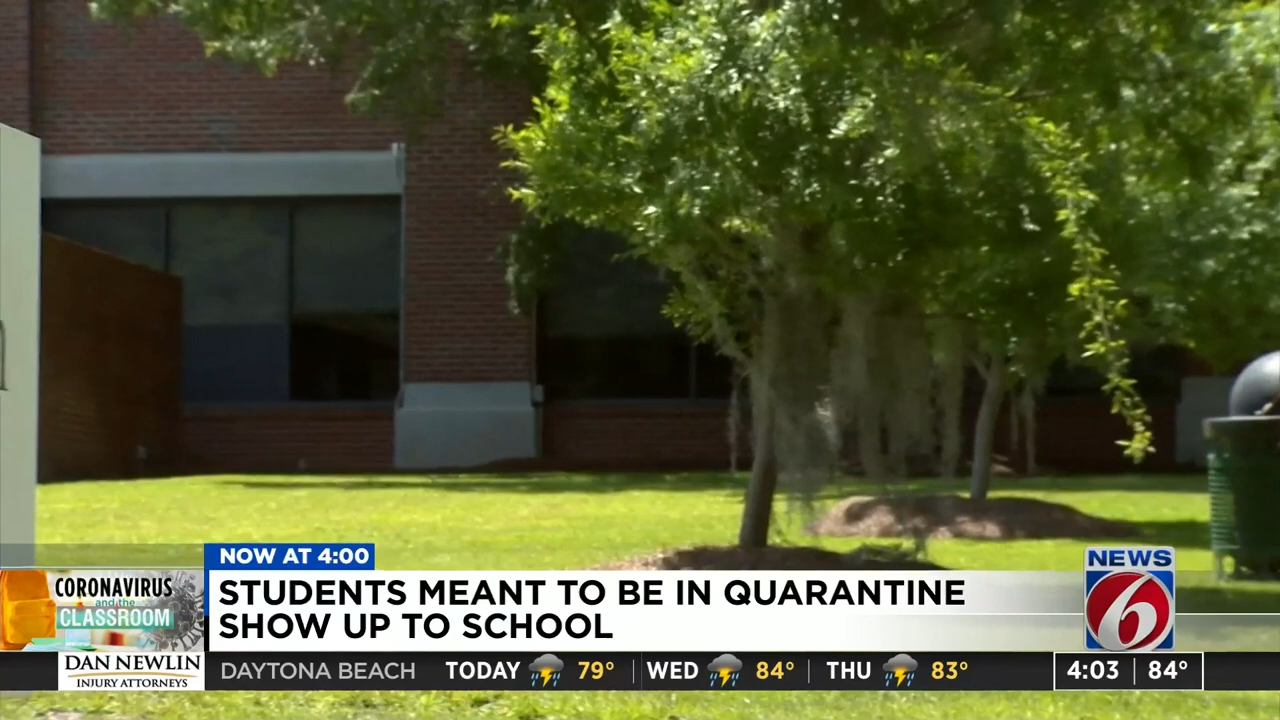 NOW AT 4:00
CORONAVIRUS
and the
CLASSROOM
STUDENTS MEANT TO BE IN QUARANTINE
SHOW UP TO SCHOOL
NEWS
6
DAN NEWLIN
INJURY ATTORNEYS
DAYTONA BEACH TODAY 79° WED 84° THU 83° 4:03 84°